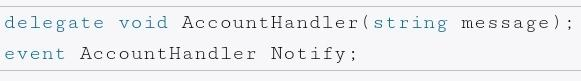 delegate void AccountHandler(string message);
event AccountHandler Notify;